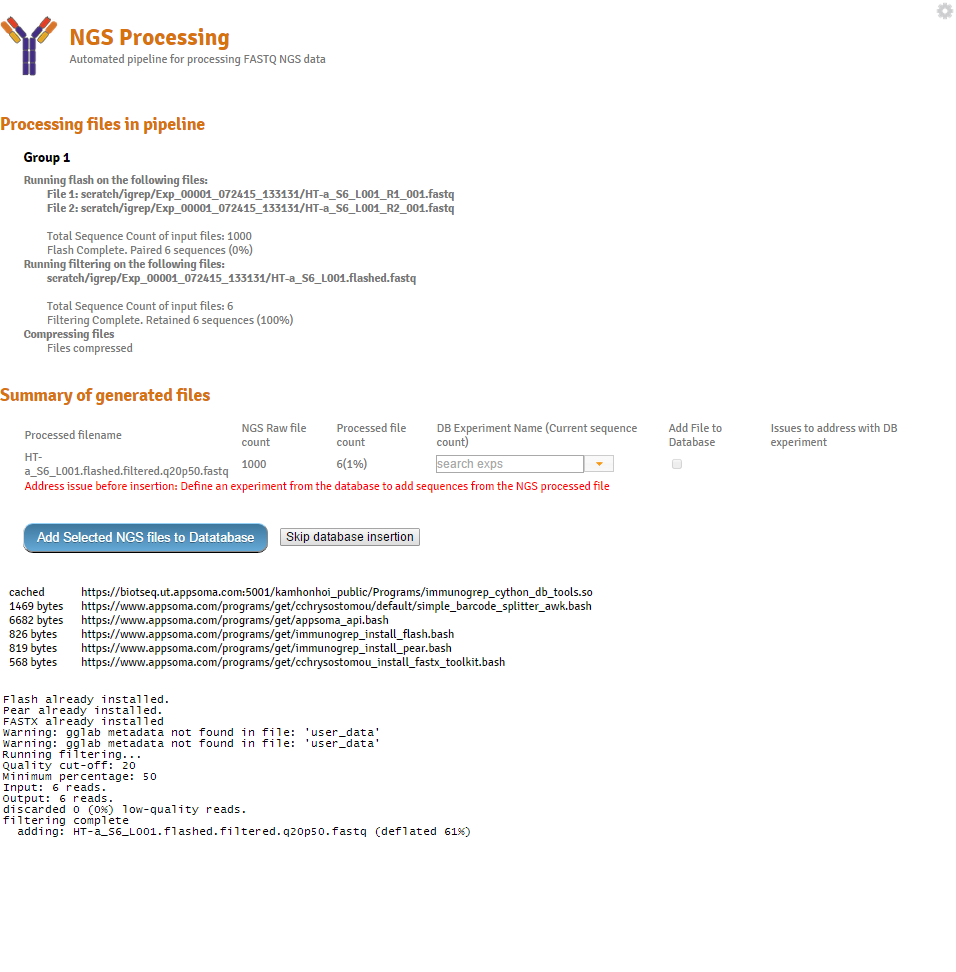 NGS Processing
Automated pipeline for processing FASTQ NGS data
Processing files in pipeline
Group 1
Running flash on the following files:
File 1: scratch/igrep/Exp_00001_072415_133131/HT-a_S6_L001_R1_001.fastq
File 2: scratch/igrep/Exp_00001_072415_133131/HT-a_S6_L001_R2_001.fastq
Total Sequence Count of input files: 1000
Flash Complete. Paired 6 sequences (0%)
Running filtering on the following files:
scratch/igrep/Exp_00001_072415_133131/HT-a_S6_L001.flashed.fastq
Total Sequence Count of input files: 6
Filtering Complete. Retained 6 sequences (100%)
Compressing files
Files compressed
Summary of generated files
Processed filename
NGS Raw file
count
Processed file
count
DB Experiment Name (Current sequence
count)
Add File to
Database
Issues to address with DB
experiment
HT-
a_S6_L001.flashed.filtered.q20p50.fastq
1000
6(1%)
search exps
Address issue before insertion: Define an experiment from the database to add sequences from the NGS processed file
Add Selected NGS files to Datatabase
Skip database insertion
cached https://biotseq.ut.appsoma.com:5001/kamhonhoi_public/Programs/immunogrep_cython_db_tools.so
1469 bytes https://www.appsoma.com/programs/get/cchrysostomou/default/simple_barcode_splitter_awk.bash
6682 bytes https://www.appsoma.com/programs/get/appsoma_api.bash
826 bytes https://www.appsoma.com/programs/get/immunogrep_install_flash.bash
819 bytes https://www.appsoma.com/programs/get/immunogrep_install_pear.bash
568 bytes https://www.appsoma.com/programs/get/cchrysostomou_install_fastx_toolkit.bash
Flash already installed.
Pear already installed.
FASTX already installed
Warning: gglab metadata not found in file: 'user_data'
Warning: gglab metadata not found in file: 'user_data'
Running filtering...
Quality cut-off: 20
Minimum percentage: 50
Input: 6 reads.
Output: 6 reads.
discarded 0 (0%) low-quality reads.
filtering complete
adding: HT-a_S6_L001.flashed.filtered.q20p50.fastq (deflated 61%)